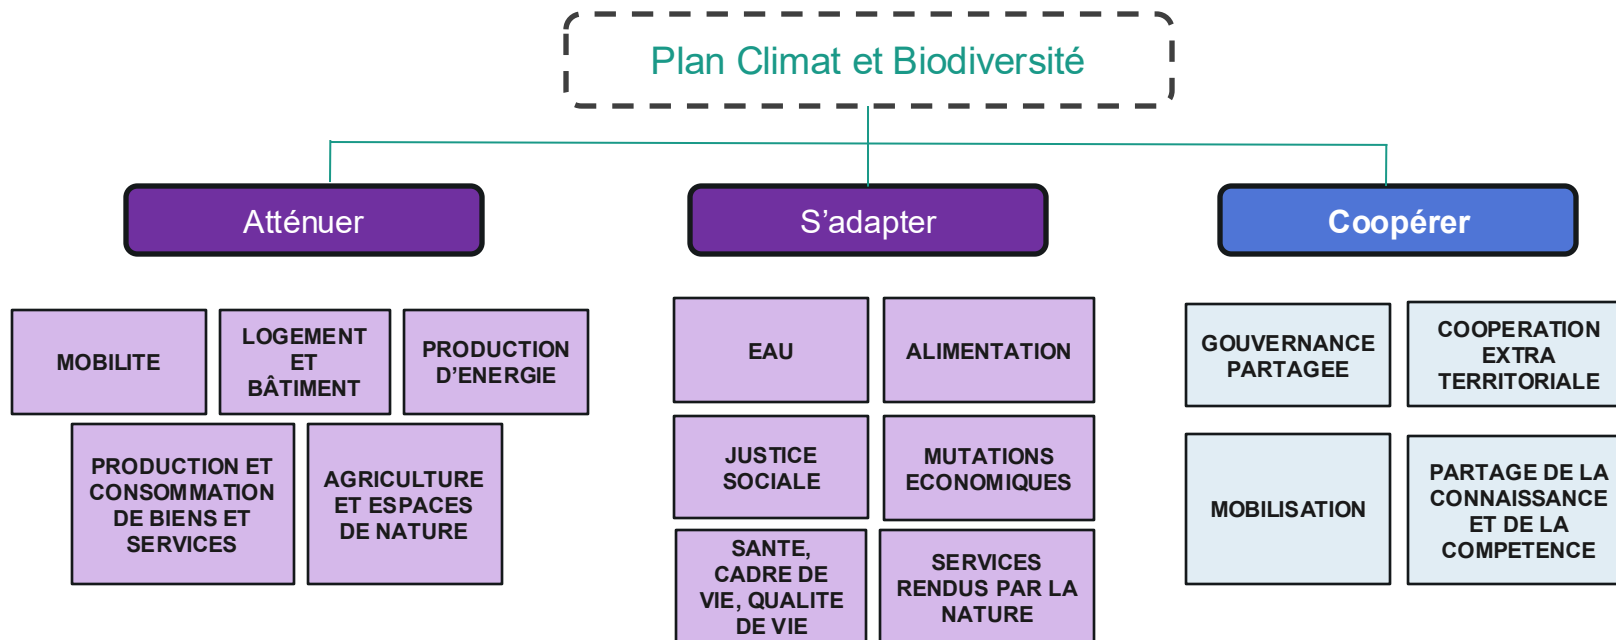 Plan Climat et Biodiversité
Atténuer
S’adapter
Coopérer
MOBILITE
LOGEMENT
ET
BÂTIMENT
PRODUCTION
D’ENERGIE
PRODUCTION ET
CONSOMMATION
DE BIENS ET
SERVICES
AGRICULTURE
ET ESPACES
DE NATURE
EAU
ALIMENTATION
JUSTICE
SOCIALE
MUTATIONS
ECONOMIQUES
SANTE,
CADRE DE
VIE, QUALITE
DE VIE
SERVICES
RENDUS PAR LA
NATURE
GOUVERNANCE
PARTAGEE
COOPERATION
EXTRA
TERRITORIALE
MOBILISATION
PARTAGE DE LA
CONNAISSANCE
ET DE LA
COMPETENCE